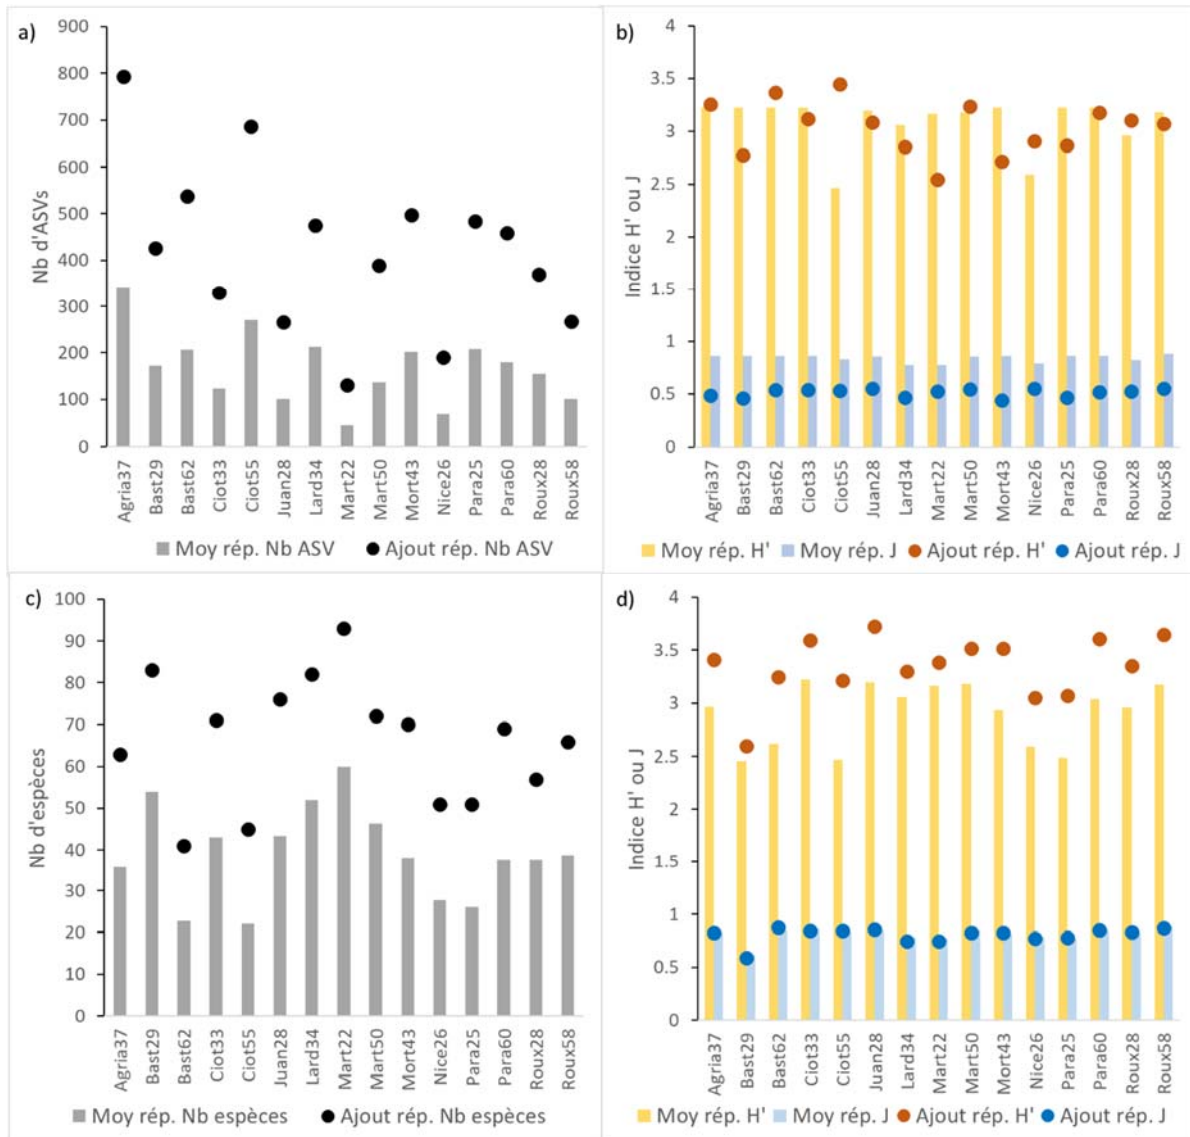 a)
900
800
700
600
500
400
300
200
100
0
Nb d'ASVs
Agria37
Bast29
Bast62
Ciot33
Ciot55
Juan28
Lard34
Mart22
Mart50
Mort43
Nice26
Para25
Para60
Roux28
Roux58
Moy rép. Nb ASV
Ajout rép. Nb ASV
b)
4
3.5
3
2.5
2
1.5
1
0.5
0
Indice H' ou J
Agria37
Bast29
Bast62
Ciot33
Ciot55
Juan28
Lard34
Mart22
Mart50
Mort43
Nice26
Para25
Para60
Roux28
Roux58
Moy rép. H' Moy rép. J Ajout rép. H' Ajout rép. J
c)
100
90
80
70
60
50
40
30
20
10
0
Nb d'espèces
Agria37
Bast29
Bast62
Ciot33
Ciot55
Juan28
Lard34
Mart22
Mart50
Mort43
Nice26
Para25
Para60
Roux28
Roux58
Moy rép. Nb espèces
Ajout rép. Nb espèces
d)
4
3.5
3
2.5
2
1.5
1
0.5
0
Indice H' ou J
Agria37
Bast29
Bast62
Ciot33
Ciot55
Juan28
Lard34
Mart22
Mart50
Mort43
Nice26
Para25
Para60
Roux28
Roux58
Moy rép. H' Moy rép. J Ajout rép. H' Ajout rép. J